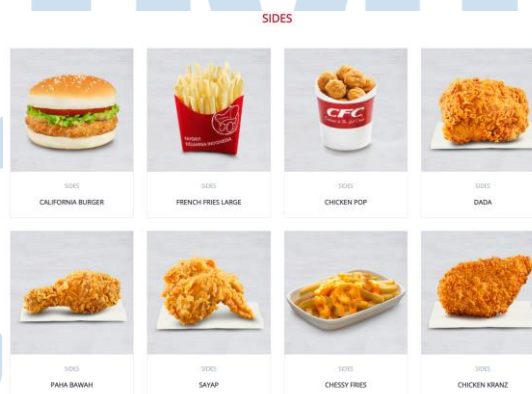 SIDES
CFC
SIDES
SIDES
SIDES
SIDES
CALIFORNIA BURGER
FRENCH FRIES LARGE
CHICKEN POP
DADA
SIDES
SIDES
SIDES
SIDES
PAHA BAWAH
SAYAP
CHESSY FRIES
CHICKEN KRANZ